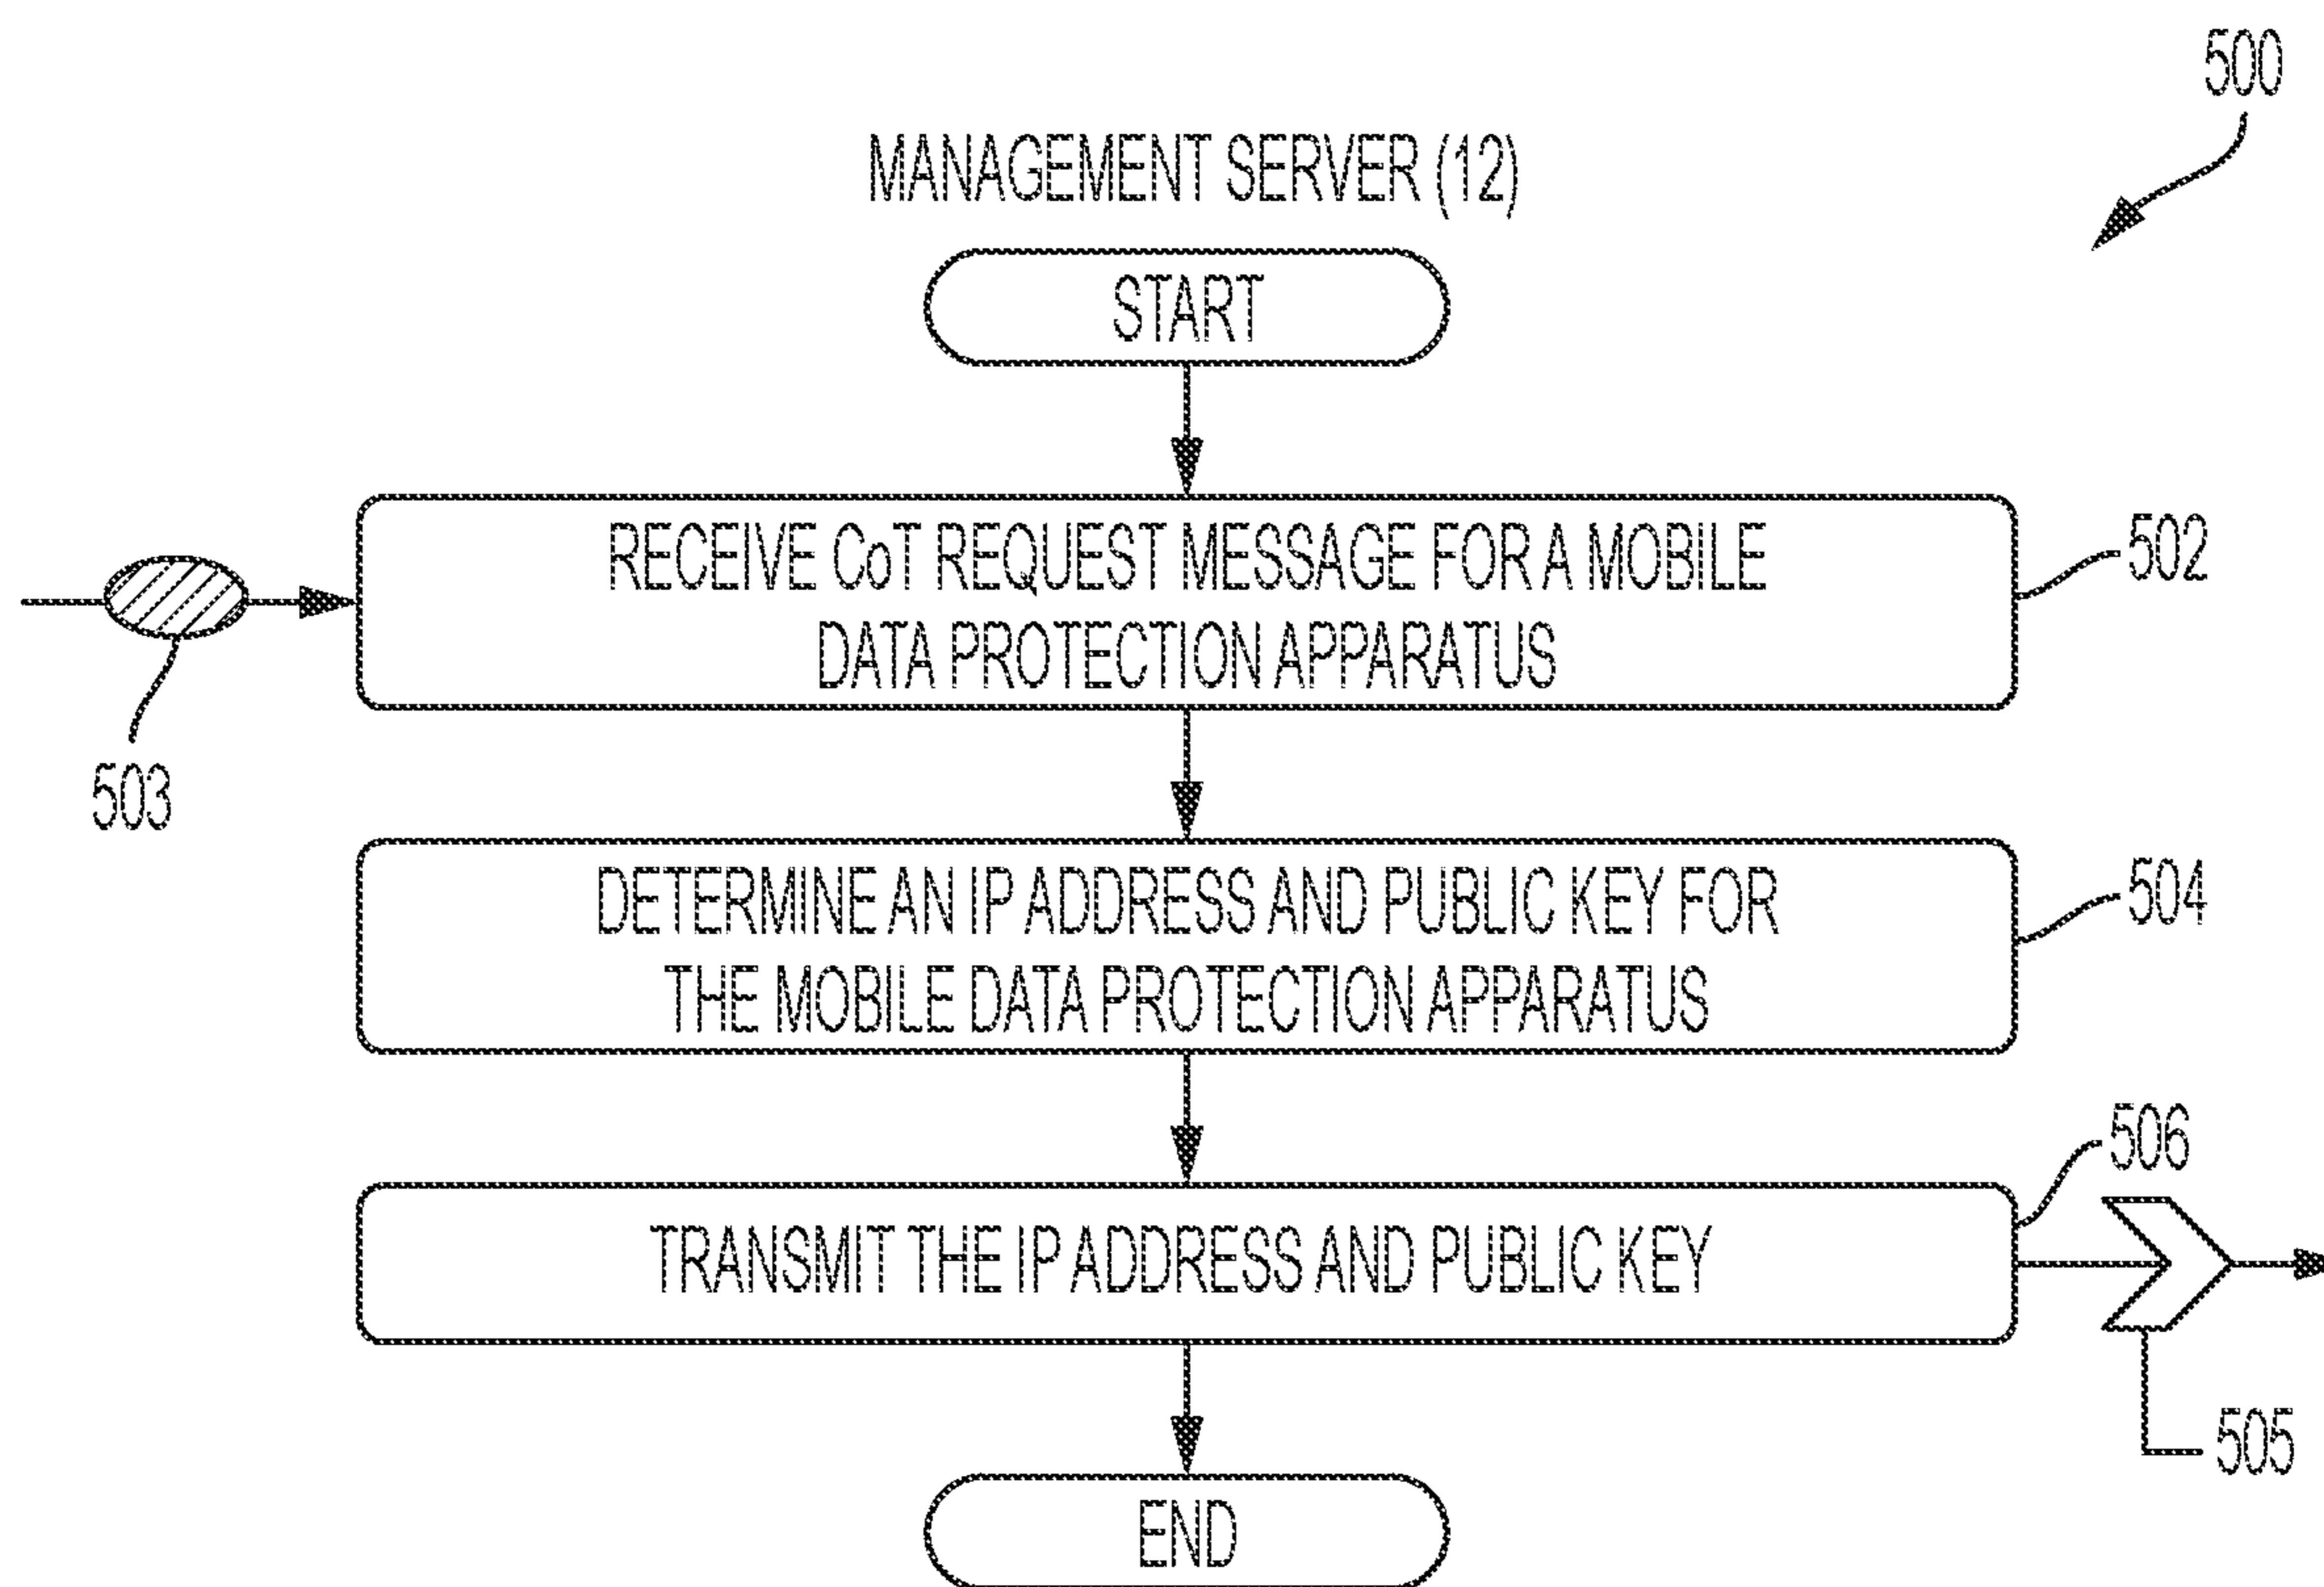 500
MANAGEMENT SERVER (12)
START
RECEIVE CoT REQUEST MESSAGE FOR A MOBILE
DATA PROTECTION APPARATUS
502
503
DETERMINE AN IP ADDRESS AND PUBLIC KEY FOR
THE MOBILE DATA PROTECTION APPARATUS
504
506
TRANSMIT THE IP ADDRESS AND PUBLIC KEY
505
END